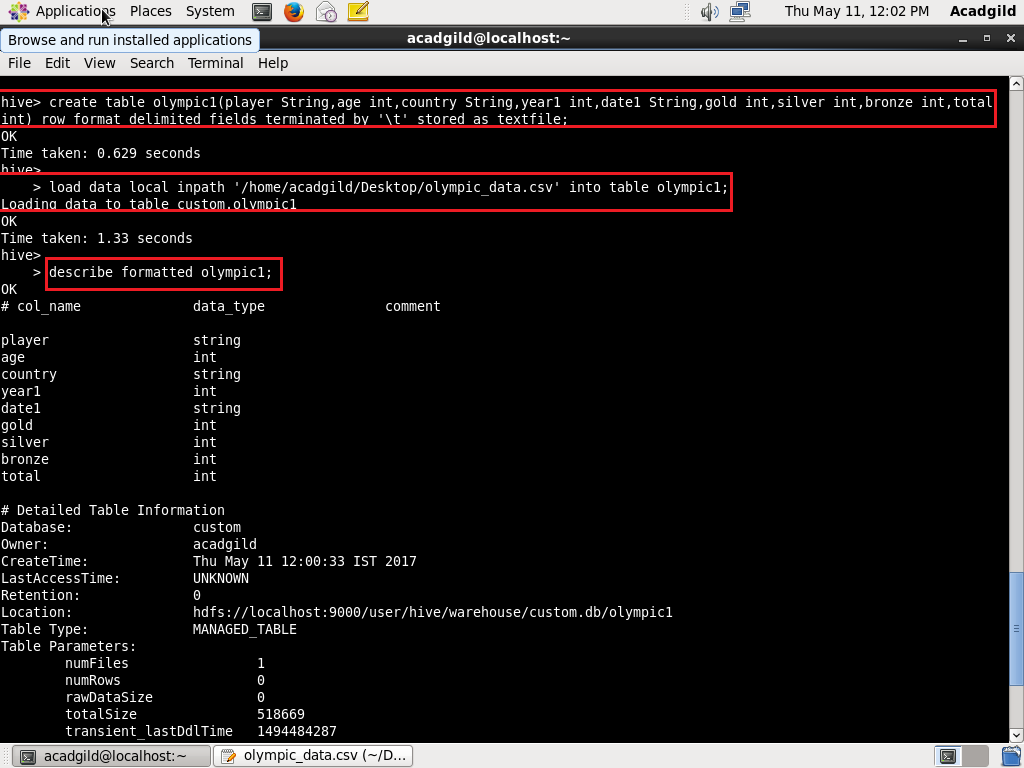 Applications Places System Thu May 11, 12:02 PM Acadgild
Browse and run installed applications
acadgild@localhost:~
File Edit View Search Terminal Help
hive> create table olympic1(player String,age int,country String,year1 int,date1 String,gold int,silver int,bronze int,total
int) row format delimited fields terminated by '\t' stored as textfile;
OK
Time taken: 0.629 seconds
hive>
    > load data local inpath '/home/acadgild/Desktop/olympic_data.csv' into table olympic1;
Loading data to table custom.olympic1
OK
Time taken: 1.33 seconds
hive>
    > describe formatted olympic1;
OK
# col_name data_type comment
player string
age int
country string
year1 int
date1 string
gold int
silver int
bronze int
total int
# Detailed Table Information
Database: custom
Owner: acadgild
CreateTime: Thu May 11 12:00:33 IST 2017
LastAccessTime: UNKNOWN
Retention: 0
Location: hdfs://localhost:9000/user/hive/warehouse/custom.db/olympic1
Table Type: MANAGED_TABLE
Table Parameters:
numFiles 1
numRows 0
rawDataSize 0
totalSize 518669
transient_lastDdlTime 1494484287
acadgild@localhost:~ olympic_data.csv (~/D...